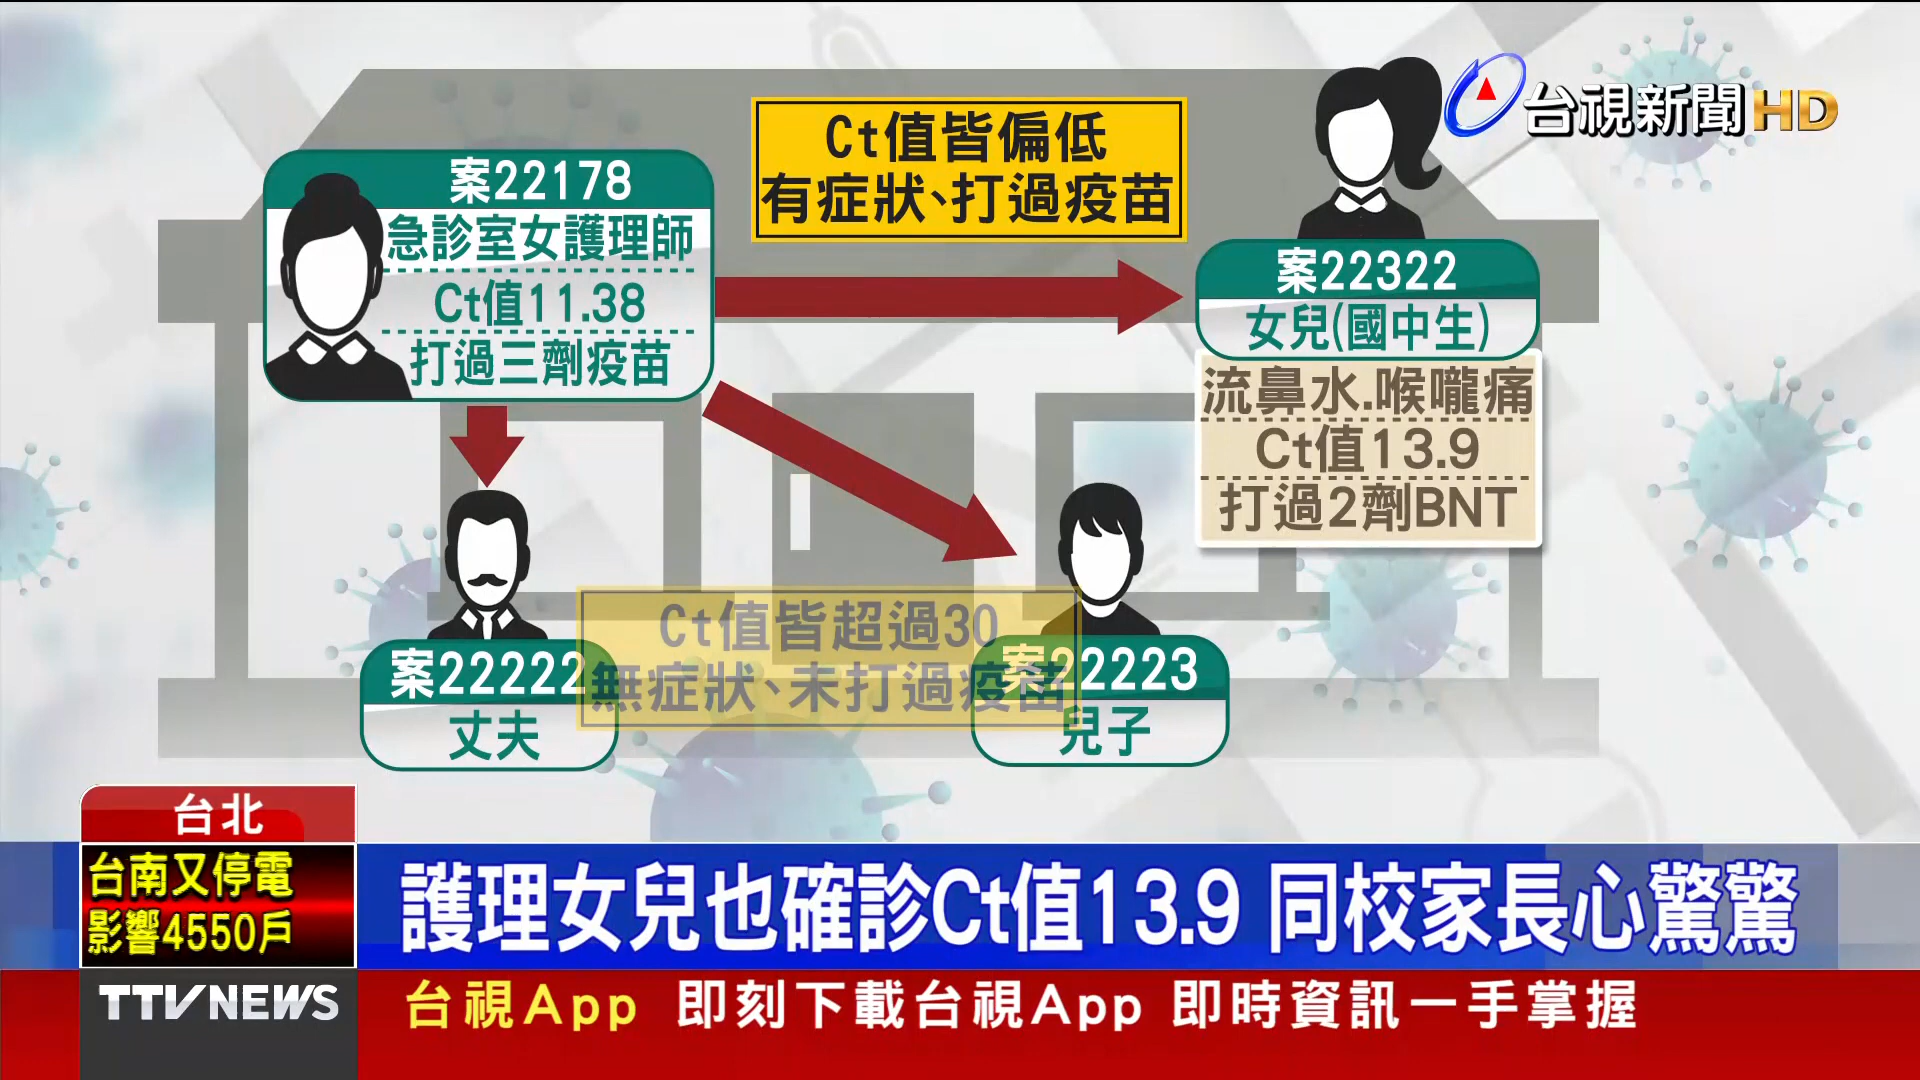 台視新聞HD
Ct值皆偏低
有症狀、打過疫苗
案22178
急診室女護理師
Ct值11.38
打過三劑疫苗
案22322
女兒(國中生)
流鼻水.喉嚨痛
Ct值13.9
打過2劑BNT
Ct值皆超過30
無症狀、未打過疫苗
案22222
丈夫
案22223
兒子
台北
台南又停電
影響4550戶
護理女兒也確診Ct值13.9 同校家長心驚驚
TTV NEWS
台視App 即刻下載台視App 即時資訊一手掌握